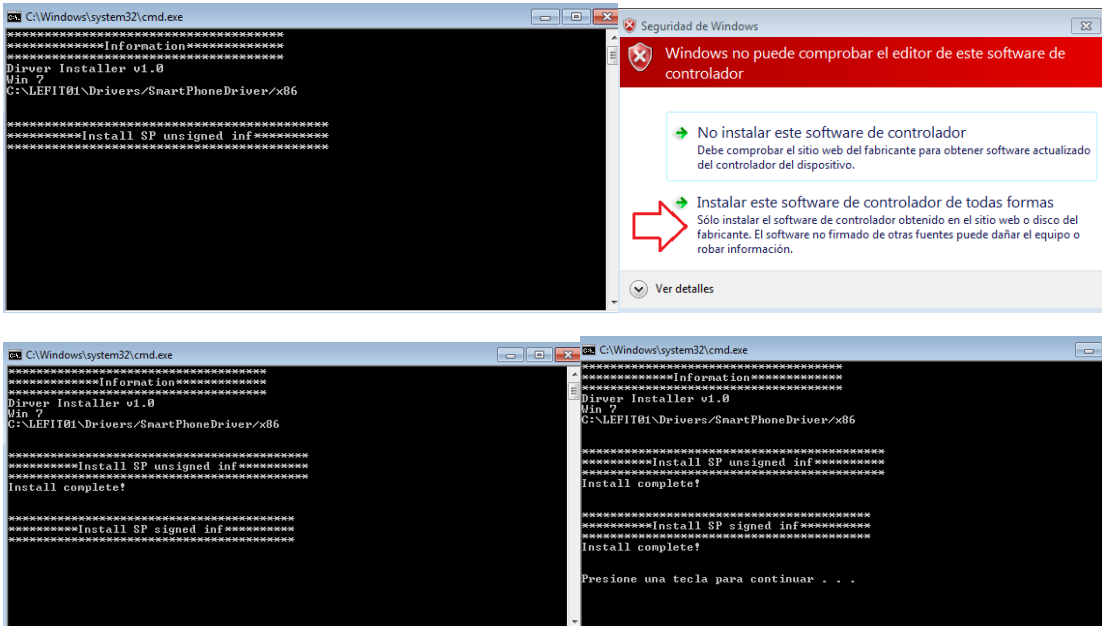 C:\Windows\system32\cmd.exe
****************************************
**************Information**************
****************************************
Dirver Installer v1.0
Win 7
C:\LEFIT01\Drivers/SmartPhoneDriver/x86
**********************************************
***********Install SP unsigned inf***********
**********************************************
Seguridad de Windows
Windows no puede comprobar el editor de este software de
controlador
No instalar este software de controlador
Debe comprobar el sitio web del fabricante para obtener software actualizado
del controlador del dispositivo.
Instalar este software de controlador de todas formas
Sólo instalar el software de controlador obtenido en el sitio web o disco del
fabricante. El software no firmado de otras fuentes puede dañar el equipo o
robar información.
Ver detalles
C:\Windows\system32\cmd.exe
****************************************
**************Information**************
****************************************
Dirver Installer v1.0
Win 7
C:\LEFIT01\Drivers/SmartPhoneDriver/x86
**********************************************
**********Install SP unsigned inf**********
**********************************************
Install complete!
********************************************
**********Install SP signed inf**********
********************************************
C:\Windows\system32\cmd.exe
****************************************
**************Information**************
****************************************
Dirver Installer v1.0
Win 7
C:\LEFIT01\Drivers/SmartPhoneDriver/x86
**********************************************
**********Install SP unsigned inf**********
**********************************************
Install complete!
********************************************
**********Install SP signed inf**********
********************************************
Install complete!
Presione una tecla para continuar . . .